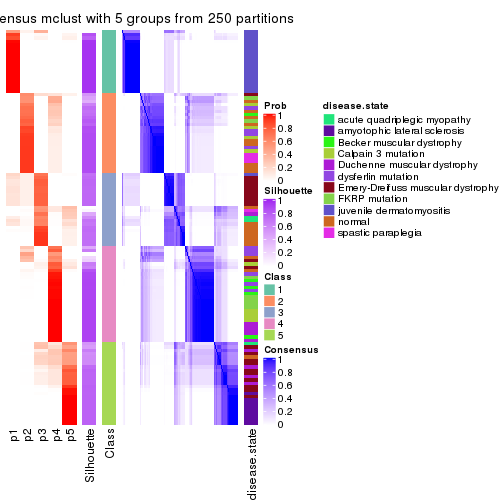 ensus mclust with 5 groups from 250 partitions
Prob
1
0.8
0.6
0.4
0.2
0
Silhouette
1
0.8
0.6
0.4
0.2
0
Class
1
2
3
4
5
Consensus
1
0.8
0.6
0.4
0.2
0
disease.state
acute quadriplegic myopathy
amyotophic lateral sclerosis
Becker muscular dystrophy
Calpain 3 mutation
Duchenne muscular dystrophy
dysferlin mutation
Emery-Dreifuss muscular dystrophy
FKRP mutation
juvenile dermatomyositis
normal
spastic paraplegia
p1
p2
p3
p4
p5
Silhouette
Class
disease.state